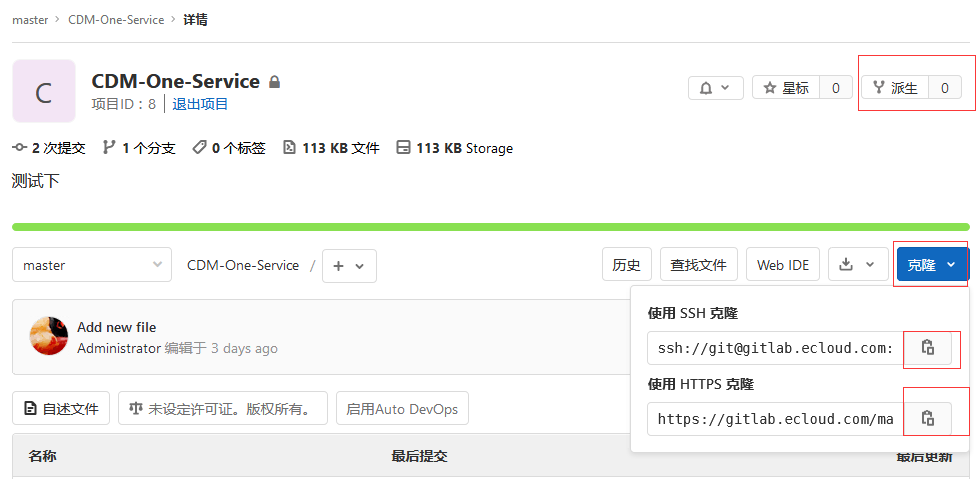 master › CDM-One-Service › 详情
C
CDM-One-Service
项目ID：8 | 退出项目
星标 0
派生 0
2 次提交 1 个分支 0 个标签 113 KB 文件 113 KB Storage
测试下
master CDM-One-Service / + 历史 查找文件 Web IDE 克隆
使用 SSH 克隆
ssh://git@gitlab.ecloud.com:
使用 HTTPS 克隆
https://gitlab.ecloud.com/ma
Add new file
Administrator 编辑于 3 days ago
自述文件 未设定许可证。版权所有。 启用Auto DevOps
名称 最后提交 最后更新